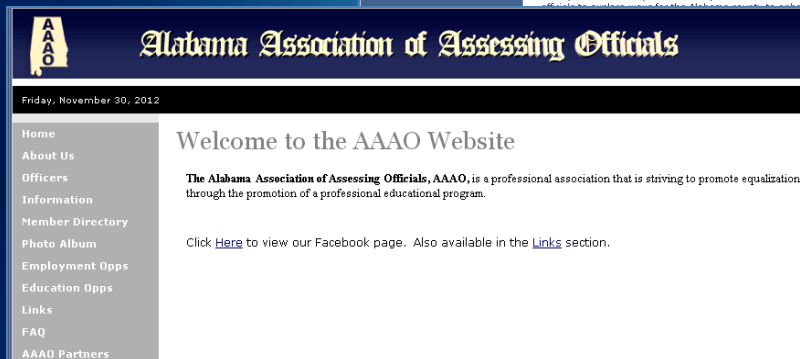 AAAO
Alabama Association of Assessing Officials
Friday, November 30, 2012
Home
About Us
Officers
Information
Member Directory
Photo Album
Employment Opps
Education Opps
Links
FAQ
AAAO Partners
Welcome to the AAAO Website
The Alabama Association of Assessing Officials, AAAO, is a professional association that is striving to promote equalization
through the promotion of a professional educational program.
Click Here to view our Facebook page. Also available in the Links section.